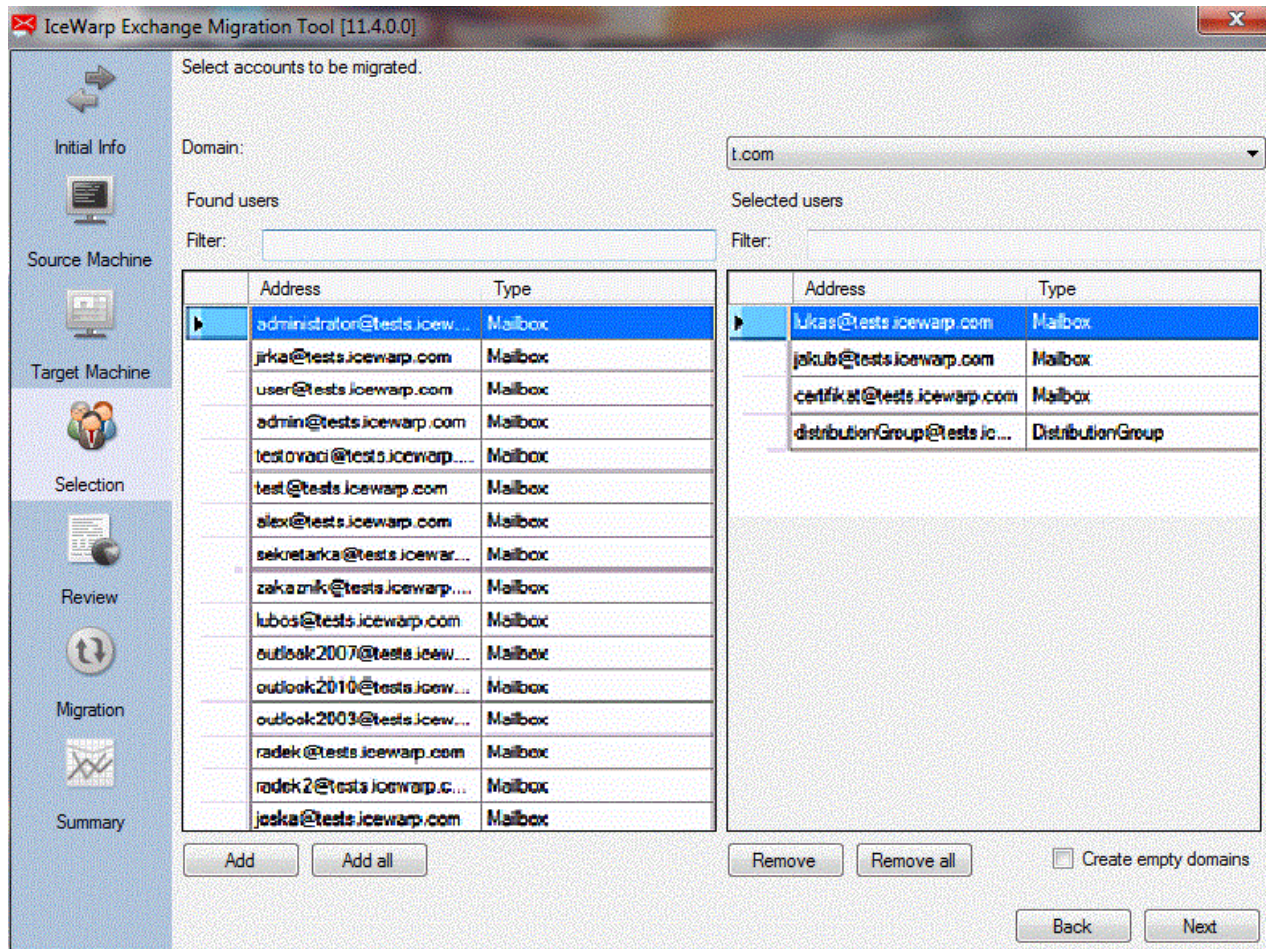 IceWarp Exchange Migration Tool [11.4.0.0]
Select accounts to be migrated.
Initial Info
Source Machine
Target Machine
Selection
Review
Migration
Summary
Domain:
t.com
Found users
Filter:
Address Type
administrator@tests.icew... Mailbox
jirka@tests.icewarp.com Mailbox
user@tests.icewarp.com Mailbox
admin@tests.icewarp.com Mailbox
testovaci@tests.icewarp.... Mailbox
test@tests.icewarp.com Mailbox
alex@tests.icewarp.com Mailbox
sekretarka@tests.icewar... Mailbox
zakaznik@tests.icewarp.... Mailbox
lubos@tests.icewarp.com Mailbox
outlook2007@tests.icew... Mailbox
outlook2010@tests.icew... Mailbox
outlook2003@tests.icew... Mailbox
radek@tests.icewarp.com Mailbox
radek2@tests.icewarp.c... Mailbox
joska@tests.icewarp.com Mailbox
Add Add all
Selected users
Filter:
Address Type
lukas@tests.icewarp.com Mailbox
jakub@tests.icewarp.com Mailbox
certifikat@tests.icewarp.com Mailbox
distributionGroup@tests.ic... DistributionGroup
Remove Remove all Create empty domains
Back Next